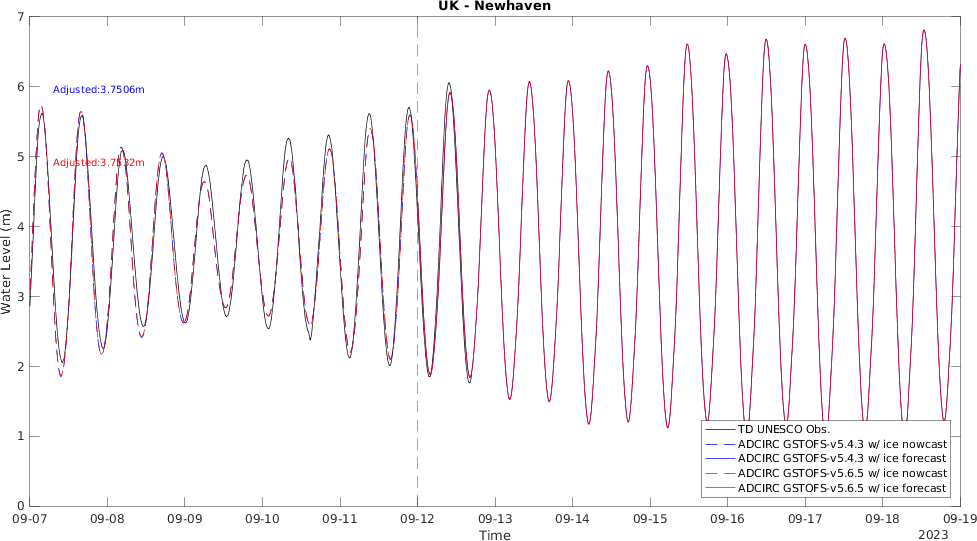 UK - Newhaven
7
6
5
4
3
2
1
0
Water Level (m)
Adjusted:3.7506m
Adjusted:3.7532m
TD UNESCO Obs.
ADCIRC GSTOFS-v5.4.3 w/ ice nowcast
ADCIRC GSTOFS-v5.4.3 w/ ice forecast
ADCIRC GSTOFS-v5.6.5 w/ ice nowcast
ADCIRC GSTOFS-v5.6.5 w/ ice forecast
09-07 09-08 09-09 09-10 09-11 09-12 09-13 09-14 09-15 09-16 09-17 09-18 09-19
Time
2023